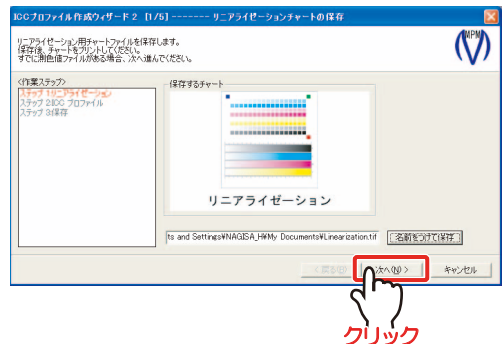 ICCプロファイル作成ウィザード 2 [1/5] ------- リニアライゼーションチャートの保存
リニアライゼーション用チャートファイルを保存します。
保存後、チャートをプリントしてください。
すでに測色値ファイルがある場合、次へ進んでください。
(MPM)
<作業ステップ>
ステップ 1リニアライゼーション
ステップ 2ICC プロファイル
ステップ 3保存
保存するチャート
リニアライゼーション
ts and Settings¥NAGISA_H¥My Documents¥Linearization.tif
名前をつけて保存
< 戻る(B)
次へ(N) >
キャンセル
クリック